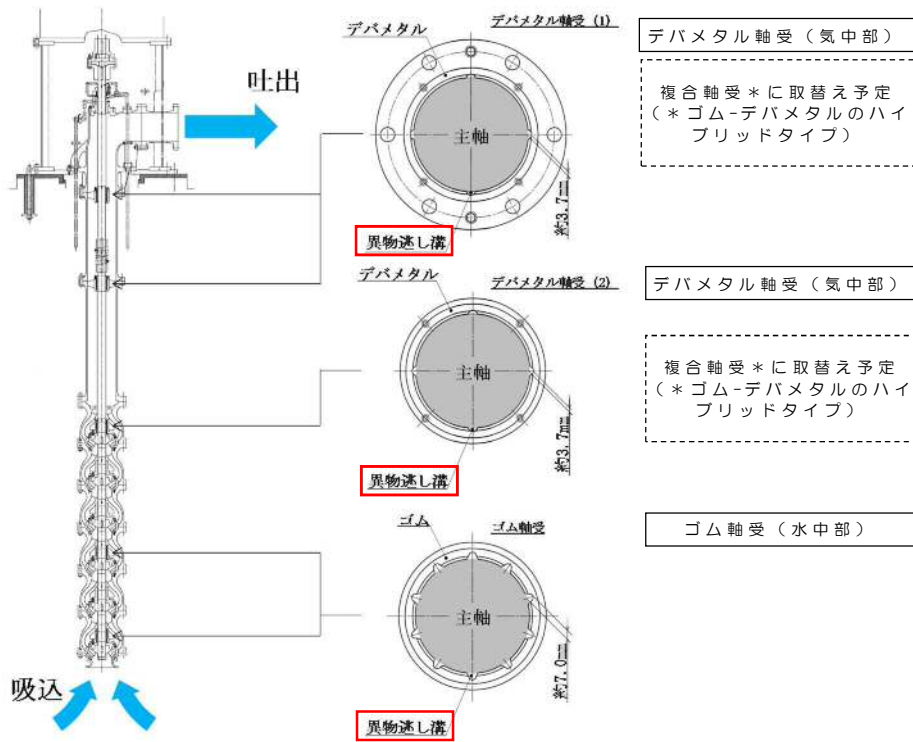 デバメタル
デバメタル軸受 (1)
デバメタル軸受（気中部）
複合軸受＊に取替え予定
（＊ゴム-デバメタルのハイ
ブリッドタイプ）
吐出
主軸
約3.7mm
異物逃し溝
デバメタル
デバメタル軸受 (2)
デバメタル軸受（気中部）
複合軸受＊に取替え予定
（＊ゴム-デバメタルのハイ
ブリッドタイプ）
主軸
約3.7mm
異物逃し溝
ゴム
ゴム軸受
ゴム軸受（水中部）
主軸
約7.0mm
吸込
異物逃し溝